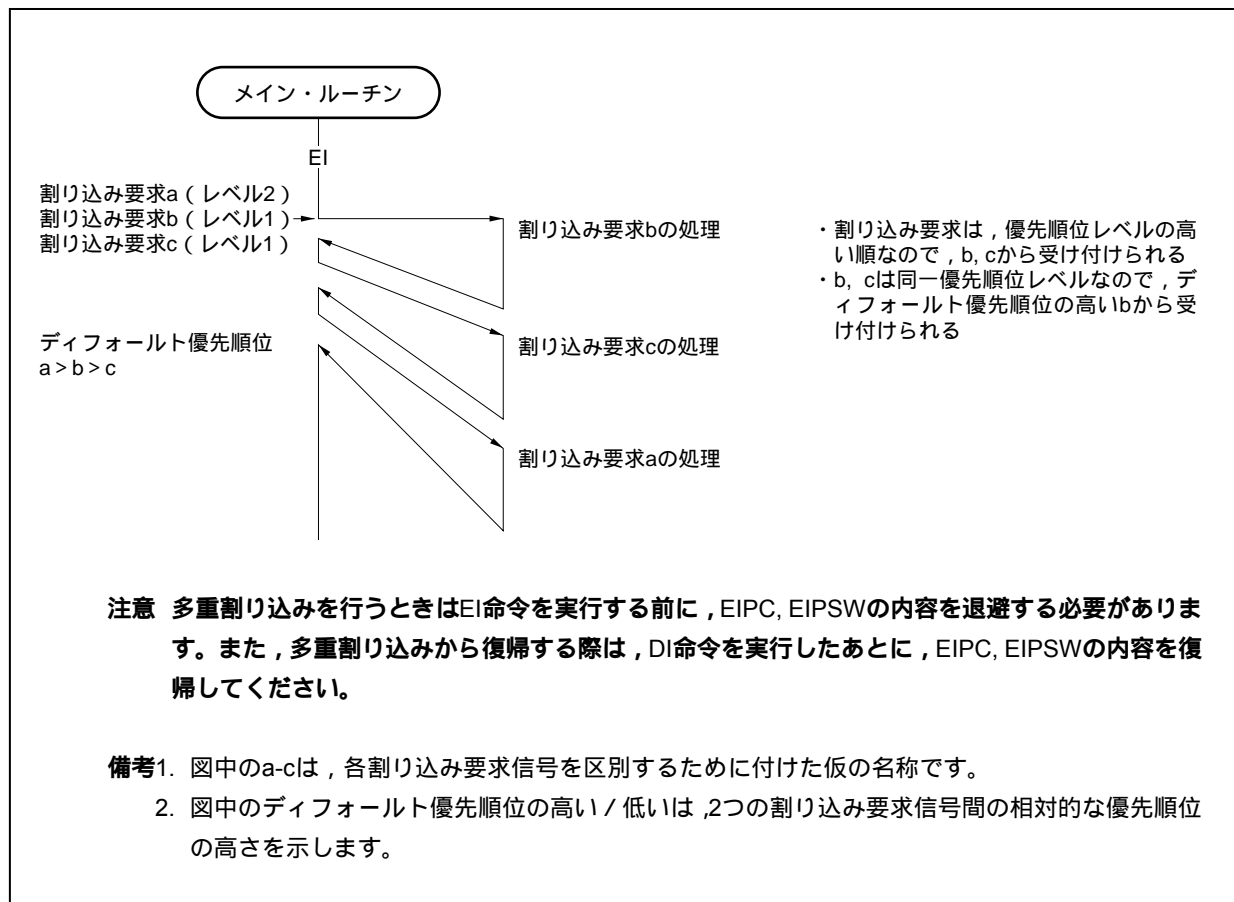 メイン・ルーチン
EI
割り込み要求a（レベル2）
割り込み要求b（レベル1）
割り込み要求c（レベル1）
割り込み要求bの処理
・割り込み要求は，優先順位レベルの高
い順なので，b, cから受け付けられる
・b, cは同一優先順位レベルなので，デ
ィフォールト優先順位の高いbから受
け付けられる
ディフォールト優先順位
a＞b＞c
割り込み要求cの処理
割り込み要求aの処理
注意 多重割り込みを行うときはEI命令を実行する前に，EIPC, EIPSWの内容を退避する必要がありま
す。また，多重割り込みから復帰する際は，DI命令を実行したあとに，EIPC, EIPSWの内容を復
帰してください。
備考1. 図中のa-cは，各割り込み要求信号を区別するために付けた仮の名称です。
2. 図中のディフォールト優先順位の高い／低いは，2つの割り込み要求信号間の相対的な優先順位
の高さを示します。